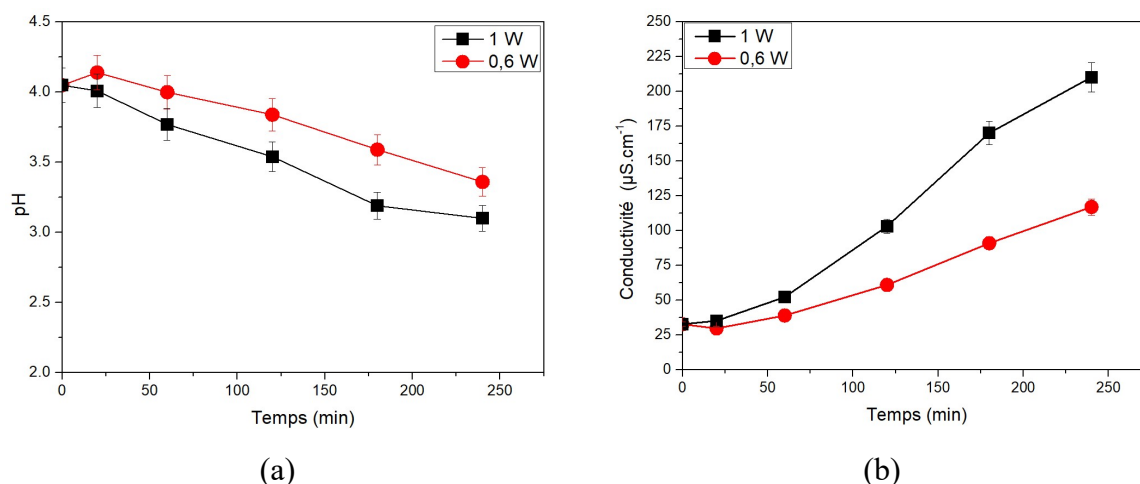 4.5
4.0
3.5
3.0
2.5
2.0
pH
0 50 100 150 200 250
Temps (min)
1 W
0,6 W
(a)
250
225
200
175
150
125
100
75
50
25
0
Conductivité (µS.cm⁻¹)
0 50 100 150 200 250
Temps (min)
1 W
0,6 W
(b)